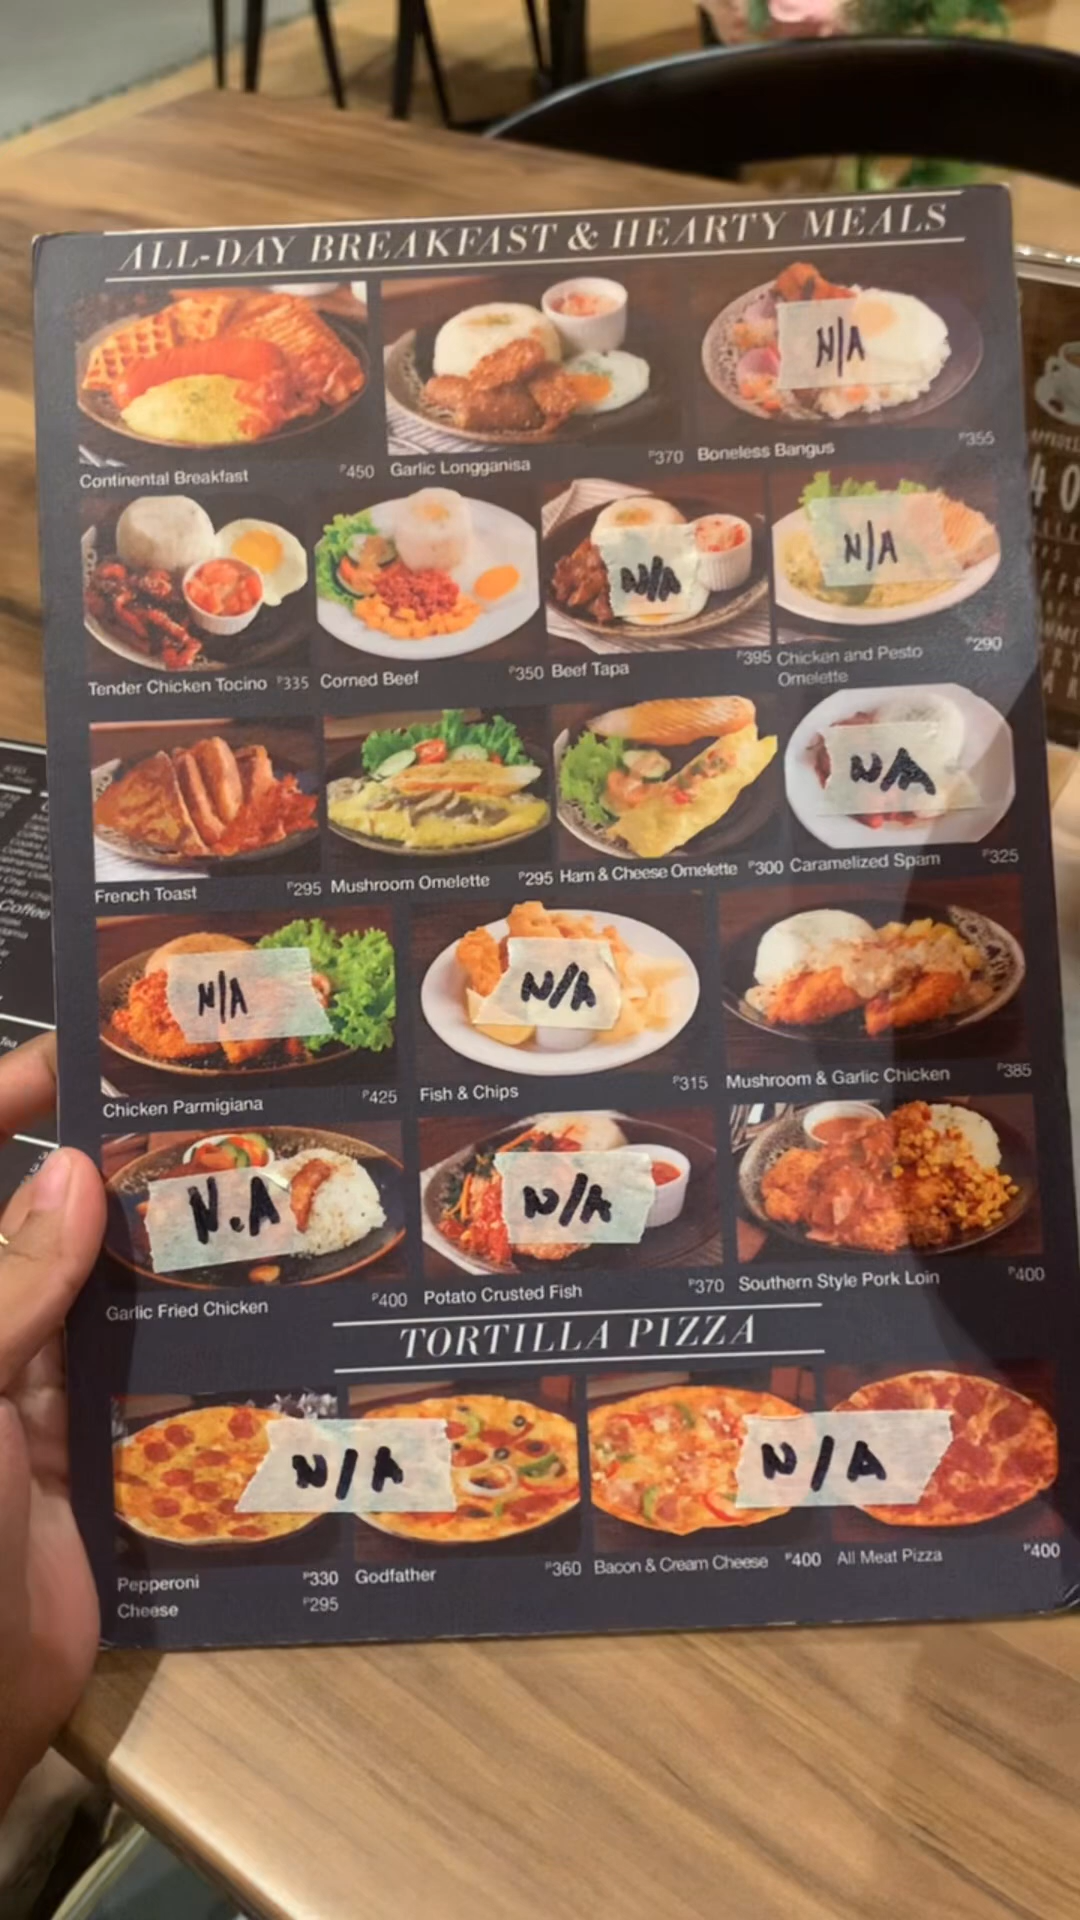 ALL-DAY BREAKFAST & HEARTY MEALS
N/A
Continental Breakfast ₱450 Garlic Longganisa ₱370 Boneless Bangus ₱355
N/A N/A
Tender Chicken Tocino ₱335 Corned Beef ₱350 Beef Tapa ₱395 Chicken and Pesto ₱290
Omelette
N/A
French Toast ₱295 Mushroom Omelette ₱295 Ham & Cheese Omelette ₱300 Caramelized Spam ₱325
N/A N/A
Chicken Parmigiana ₱425 Fish & Chips ₱315 Mushroom & Garlic Chicken ₱385
N.A N/A
Garlic Fried Chicken ₱400 Potato Crusted Fish ₱370 Southern Style Pork Loin ₱400
TORTILLA PIZZA
N/A N/A
Pepperoni ₱330 Godfather ₱360 Bacon & Cream Cheese ₱400 All Meat Pizza ₱400
Cheese ₱295
Coffee
Tea